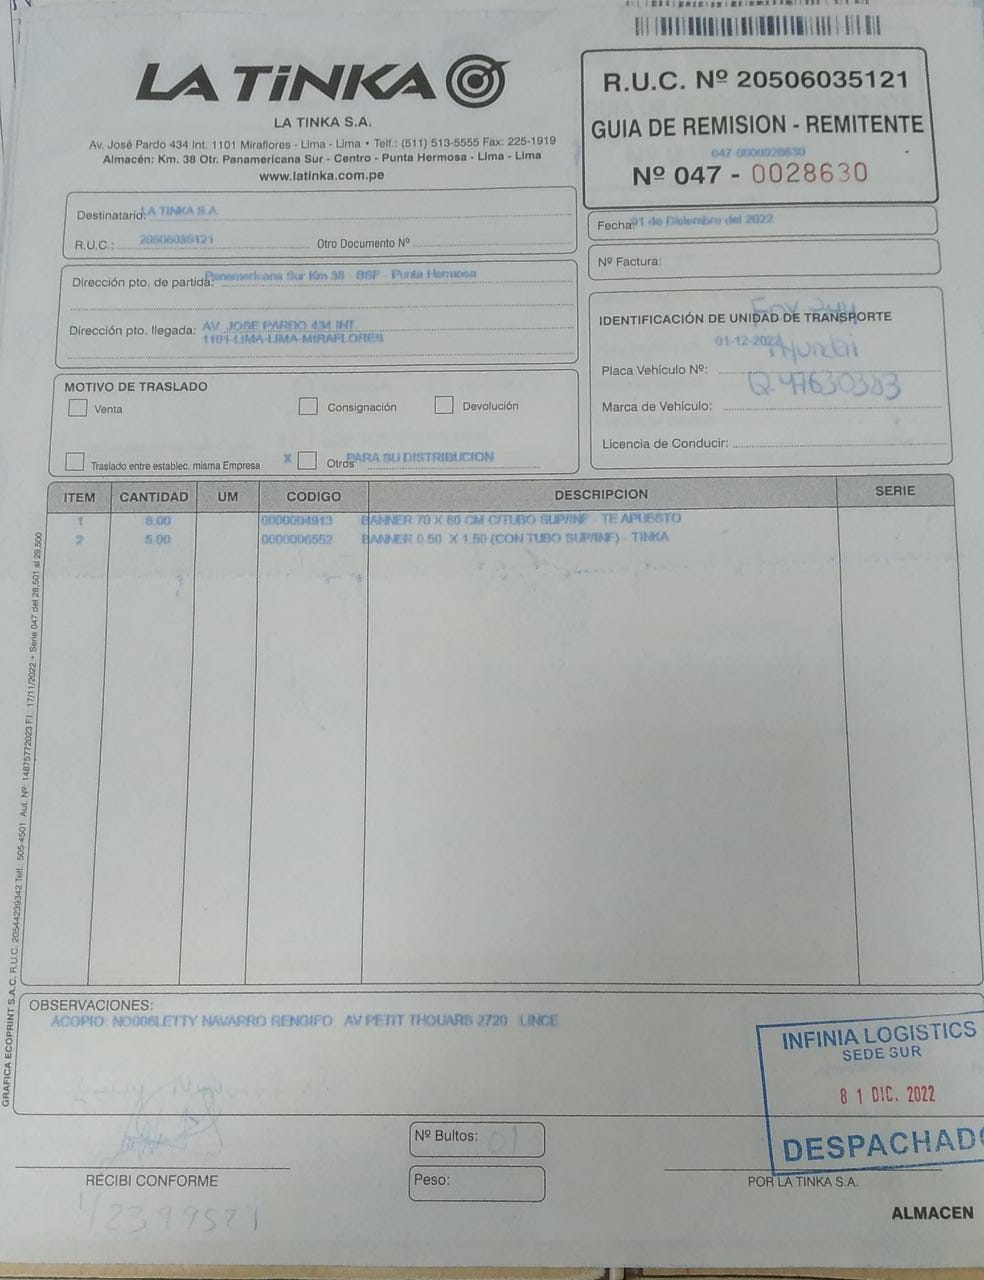 LA TiNKA
LA TINKA S.A.
Av. José Pardo 434 Int. 1101 Miraflores - Lima - Lima • Telf.: (511) 513-5555 Fax: 225-1919
Almacén: Km. 38 Otr. Panamericana Sur - Centro - Punta Hermosa - Lima - Lima
www.latinka.com.pe
R.U.C. Nº 20506035121
GUIA DE REMISION - REMITENTE
047-0000028630
Nº 047 - 0028630
Destinatario: LA TINKA S.A.
R.U.C.: 20506035121 Otro Documento Nº
Fecha: 01 de Diciembre del 2022
Nº Factura:
Dirección pto. de partida: Panamericana Sur Km 38 - BSF - Punta Hermosa
Dirección pto. llegada: AV. JOSE PARDO 434 INT.
1101-LIMA-LIMA-MIRAFLORES
IDENTIFICACIÓN DE UNIDAD DE TRANSPORTE
01-12-2022
Hyundai
Placa Vehículo Nº:
Q47630383
Marca de Vehículo:
Licencia de Conducir:
MOTIVO DE TRASLADO
Venta Consignación Devolución
Traslado entre establec. misma Empresa X Otros PARA SU DISTRIBUCION
ITEM CANTIDAD UM CODIGO DESCRIPCION SERIE
1 8.00 0000004913 BANNER 70 X 80 CM C/TUBO SUP/INF - TE APUESTO
2 5.00 0000006552 BANNER 0.50 X 1.50 (CON TUBO SUP/INF) - TINKA
GRAFICA ECOPRINT S.A.C. R.U.C. 20544239342 Telf.: 505-4501 Aut. Nº: 14875772023 F.I.: 17/11/2022 • Serie 047 del 28,501 al 29,500
OBSERVACIONES:
ACOPIO: NO006LETTY NAVARRO RENGIFO AV PETIT THOUARS 2720 LINCE
INFINIA LOGISTICS
SEDE SUR
01 DIC. 2022
DESPACHADO
Nº Bultos: 01
Peso:
RECIBI CONFORME
42399571
POR LA TINKA S.A.
ALMACEN